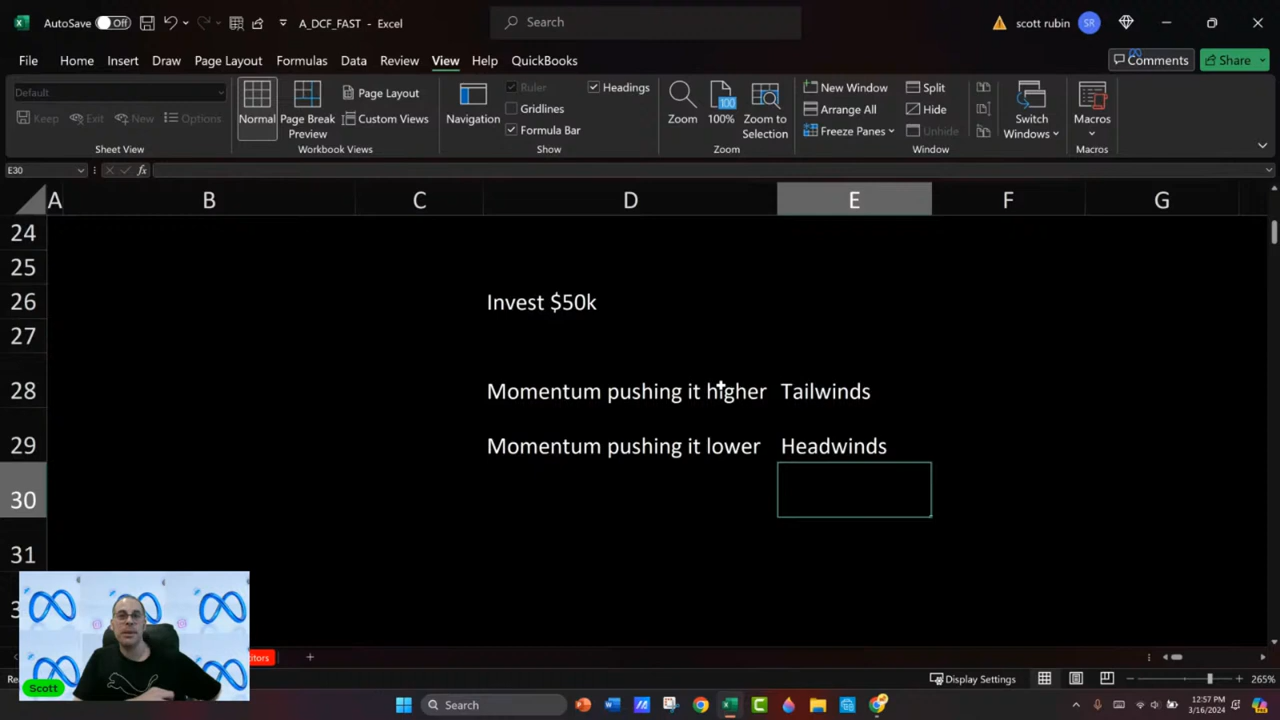 AutoSave Off A_DCF_FAST - Excel Search scott rubin SR
File Home Insert Draw Page Layout Formulas Data Review View Help QuickBooks Comments Share
Default
Keep Exit New Options
Sheet View
Normal
Page Break Preview
Page Layout
Custom Views
Workbook Views
Navigation
Ruler
Gridlines
Formula Bar
Headings
Show
Zoom
100%
Zoom to Selection
Zoom
New Window
Arrange All
Freeze Panes
Split
Hide
Unhide
Window
Switch Windows
Macros
Macros
E30 fx
A B C D E F G
24
25
26 Invest $50k
27
28 Momentum pushing it higher Tailwinds
29 Momentum pushing it lower Headwinds
30
31
Scott
Display Settings 265%
Search
12:57 PM
3/16/2024